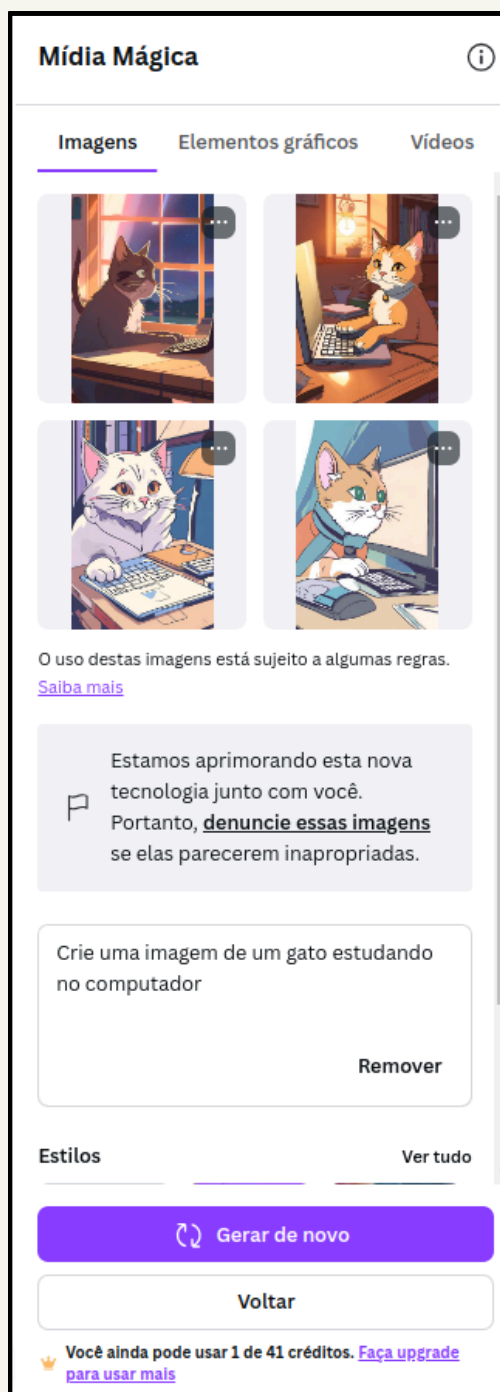 Mídia Mágica
Imagens
Elementos gráficos
Vídeos
O uso destas imagens está sujeito a algumas regras.
Saiba mais
Estamos aprimorando esta nova
tecnologia junto com você.
Portanto, denuncie essas imagens
se elas parecerem inapropriadas.
Crie uma imagem de um gato estudando
no computador
Remover
Estilos
Ver tudo
Gerar de novo
Voltar
Você ainda pode usar 1 de 41 créditos. Faça upgrade
para usar mais